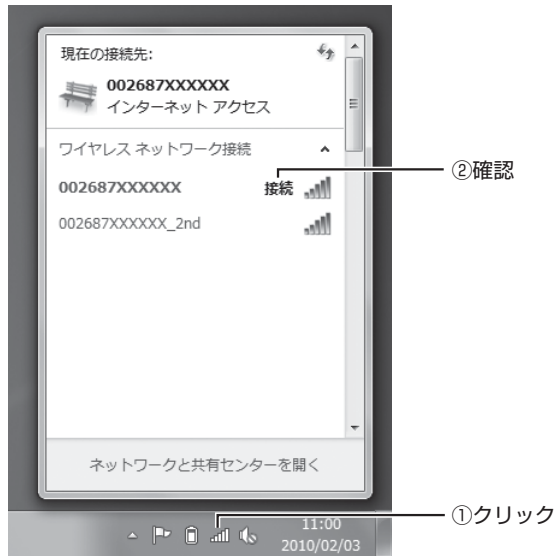 現在の接続先:
002687XXXXXX
インターネット アクセス
ワイヤレス ネットワーク接続
002687XXXXXX 接続
②確認
002687XXXXXX_2nd
ネットワークと共有センターを開く
①クリック
11:00
2010/02/03